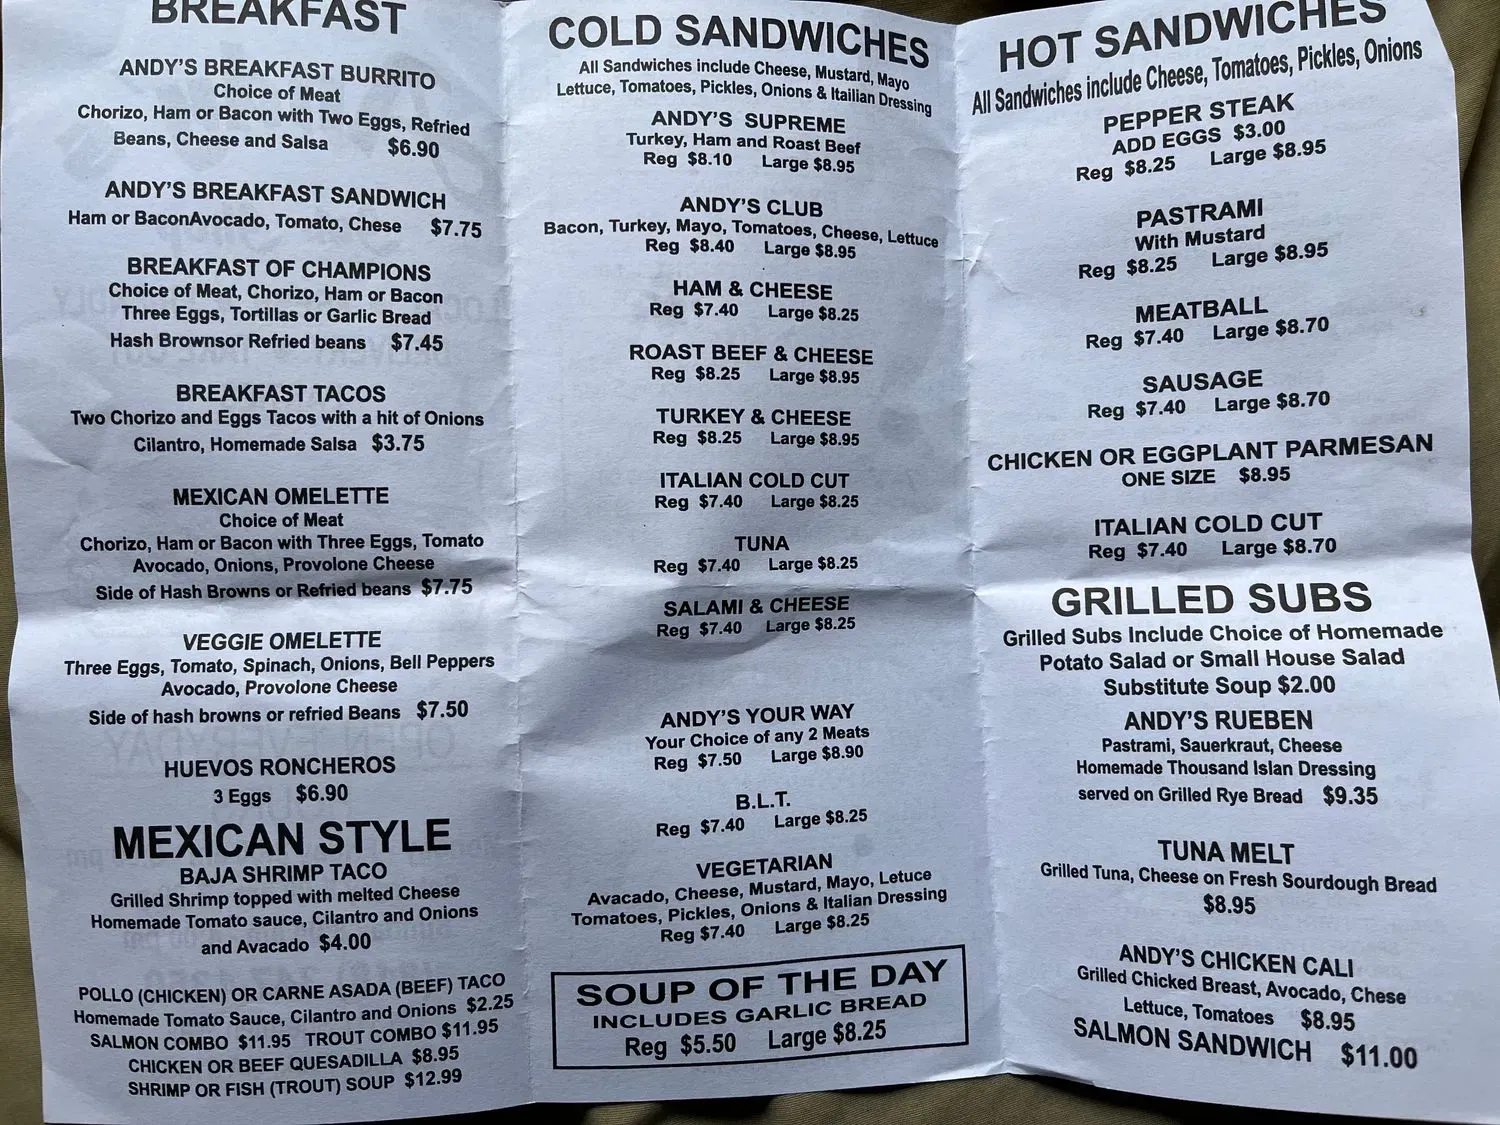 BREAKFAST
ANDY'S BREAKFAST BURRITO
Choice of Meat
Chorizo, Ham or Bacon with Two Eggs, Refried
Beans, Cheese and Salsa $6.90
ANDY'S BREAKFAST SANDWICH
Ham or BaconAvocado, Tomato, Chese $7.75
BREAKFAST OF CHAMPIONS
Choice of Meat, Chorizo, Ham or Bacon
Three Eggs, Tortillas or Garlic Bread
Hash Brownsor Refried beans $7.45
BREAKFAST TACOS
Two Chorizo and Eggs Tacos with a hit of Onions
Cilantro, Homemade Salsa $3.75
MEXICAN OMELETTE
Choice of Meat
Chorizo, Ham or Bacon with Three Eggs, Tomato
Avocado, Onions, Provolone Cheese
Side of Hash Browns or Refried beans $7.75
VEGGIE OMELETTE
Three Eggs, Tomato, Spinach, Onions, Bell Peppers
Avocado, Provolone Cheese
Side of hash browns or refried Beans $7.50
HUEVOS RONCHEROS
3 Eggs $6.90
MEXICAN STYLE
BAJA SHRIMP TACO
Grilled Shrimp topped with melted Cheese
Homemade Tomato sauce, Cilantro and Onions
and Avacado $4.00
POLLO (CHICKEN) OR CARNE ASADA (BEEF) TACO
Homemade Tomato Sauce, Cilantro and Onions $2.25
SALMON COMBO $11.95 TROUT COMBO $11.95
CHICKEN OR BEEF QUESADILLA $8.95
SHRIMP OR FISH (TROUT) SOUP $12.99
COLD SANDWICHES
All Sandwiches include Cheese, Mustard, Mayo
Lettuce, Tomatoes, Pickles, Onions & Itailian Dressing
ANDY'S SUPREME
Turkey, Ham and Roast Beef
Reg $8.10 Large $8.95
ANDY'S CLUB
Bacon, Turkey, Mayo, Tomatoes, Cheese, Lettuce
Reg $8.40 Large $8.95
HAM & CHEESE
Reg $7.40 Large $8.25
ROAST BEEF & CHEESE
Reg $8.25 Large $8.95
TURKEY & CHEESE
Reg $8.25 Large $8.95
ITALIAN COLD CUT
Reg $7.40 Large $8.25
TUNA
Reg $7.40 Large $8.25
SALAMI & CHEESE
Reg $7.40 Large $8.25
ANDY'S YOUR WAY
Your Choice of any 2 Meats
Reg $7.50 Large $8.90
B.L.T.
Reg $7.40 Large $8.25
VEGETARIAN
Avacado, Cheese, Mustard, Mayo, Letuce
Tomatoes, Pickles, Onions & Italian Dressing
Reg $7.40 Large $8.25
SOUP OF THE DAY
INCLUDES GARLIC BREAD
Reg $5.50 Large $8.25
HOT SANDWICHES
All Sandwiches include Cheese, Tomatoes, Pickles, Onions
PEPPER STEAK
ADD EGGS $3.00
Reg $8.25 Large $8.95
PASTRAMI
With Mustard
Reg $8.25 Large $8.95
MEATBALL
Reg $7.40 Large $8.70
SAUSAGE
Reg $7.40 Large $8.70
CHICKEN OR EGGPLANT PARMESAN
ONE SIZE $8.95
ITALIAN COLD CUT
Reg $7.40 Large $8.70
GRILLED SUBS
Grilled Subs Include Choice of Homemade
Potato Salad or Small House Salad
Substitute Soup $2.00
ANDY'S RUEBEN
Pastrami, Sauerkraut, Cheese
Homemade Thousand Islan Dressing
served on Grilled Rye Bread $9.35
TUNA MELT
Grilled Tuna, Cheese on Fresh Sourdough Bread
$8.95
ANDY'S CHICKEN CALI
Grilled Chicked Breast, Avocado, Chese
Lettuce, Tomatoes $8.95
SALMON SANDWICH $11.00